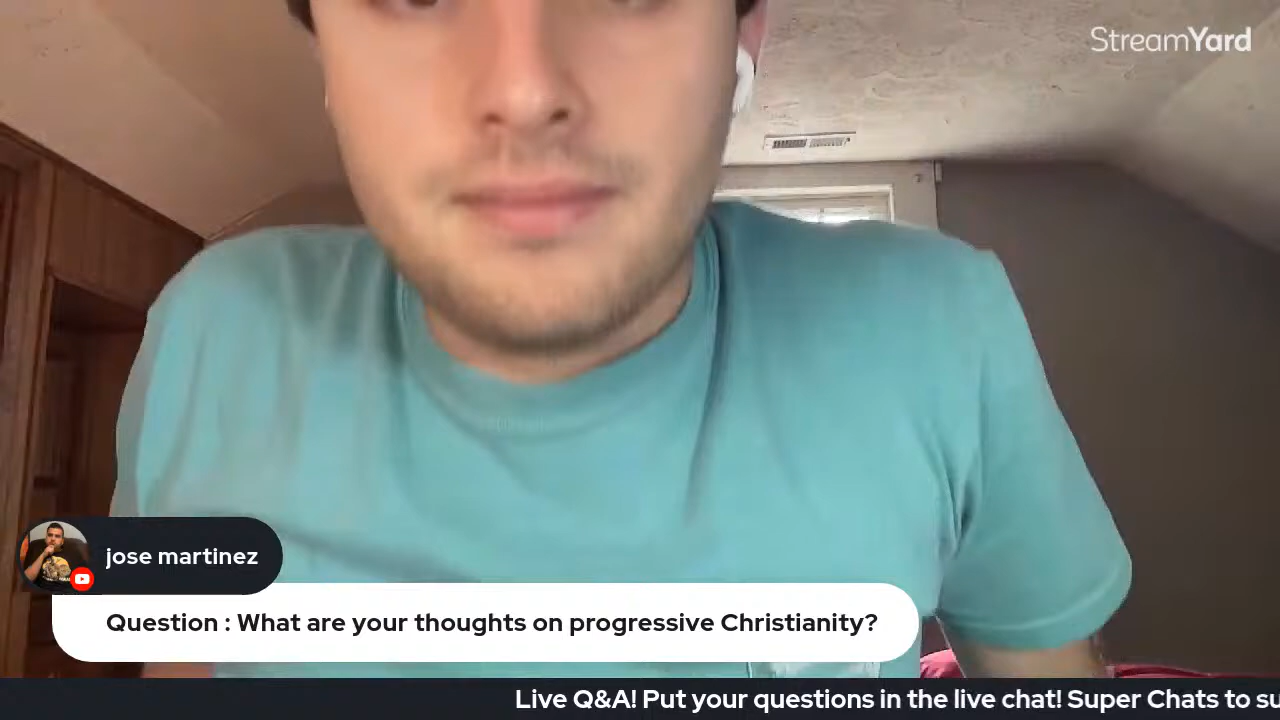 StreamYard
jose martinez
Question : What are your thoughts on progressive Christianity?
Live Q&A! Put your questions in the live chat! Super Chats to